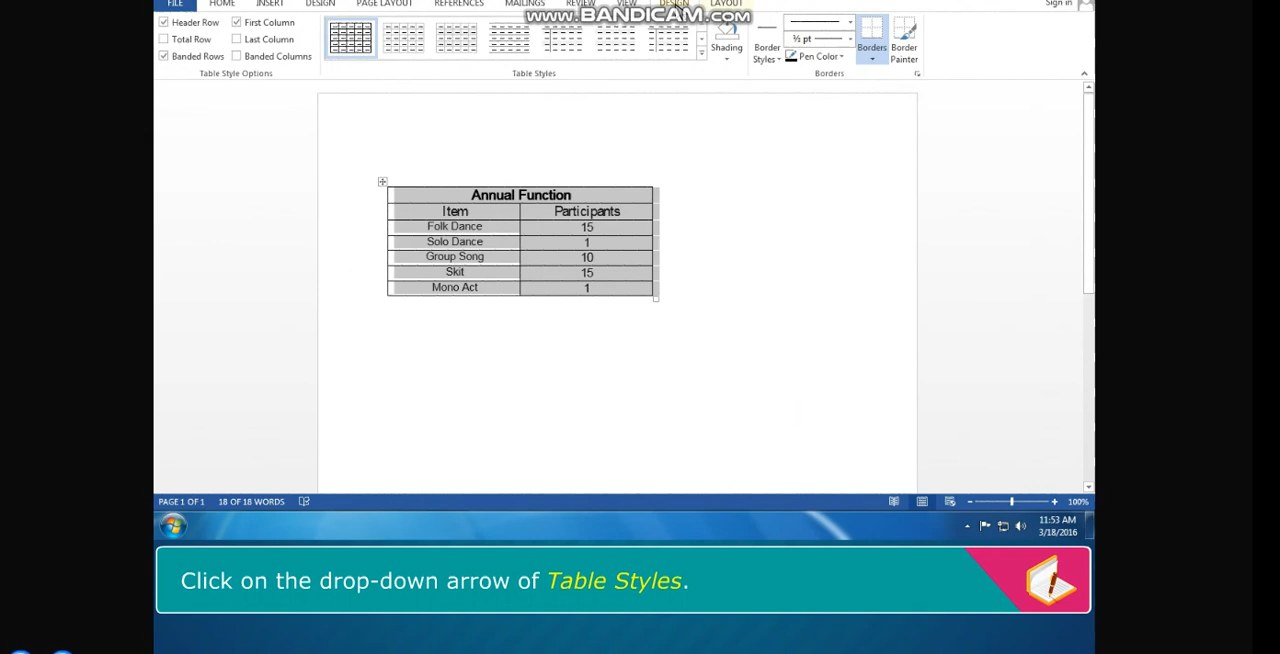 FILE HOME INSERT DESIGN PAGE LAYOUT REFERENCES MAILINGS REVIEW VIEW DESIGN LAYOUT Sign in
www.BANDICAM.com
Header Row First Column
Total Row Last Column
Banded Rows Banded Columns
Table Style Options
Table Styles
Shading
Border Styles
½ pt
Pen Color
Borders
Border Painter
Borders
Annual Function
Item Participants
Folk Dance 15
Solo Dance 1
Group Song 10
Skit 15
Mono Act 1
PAGE 1 OF 1 18 OF 18 WORDS 100%
11:53 AM
3/18/2016
Click on the drop-down arrow of Table Styles.